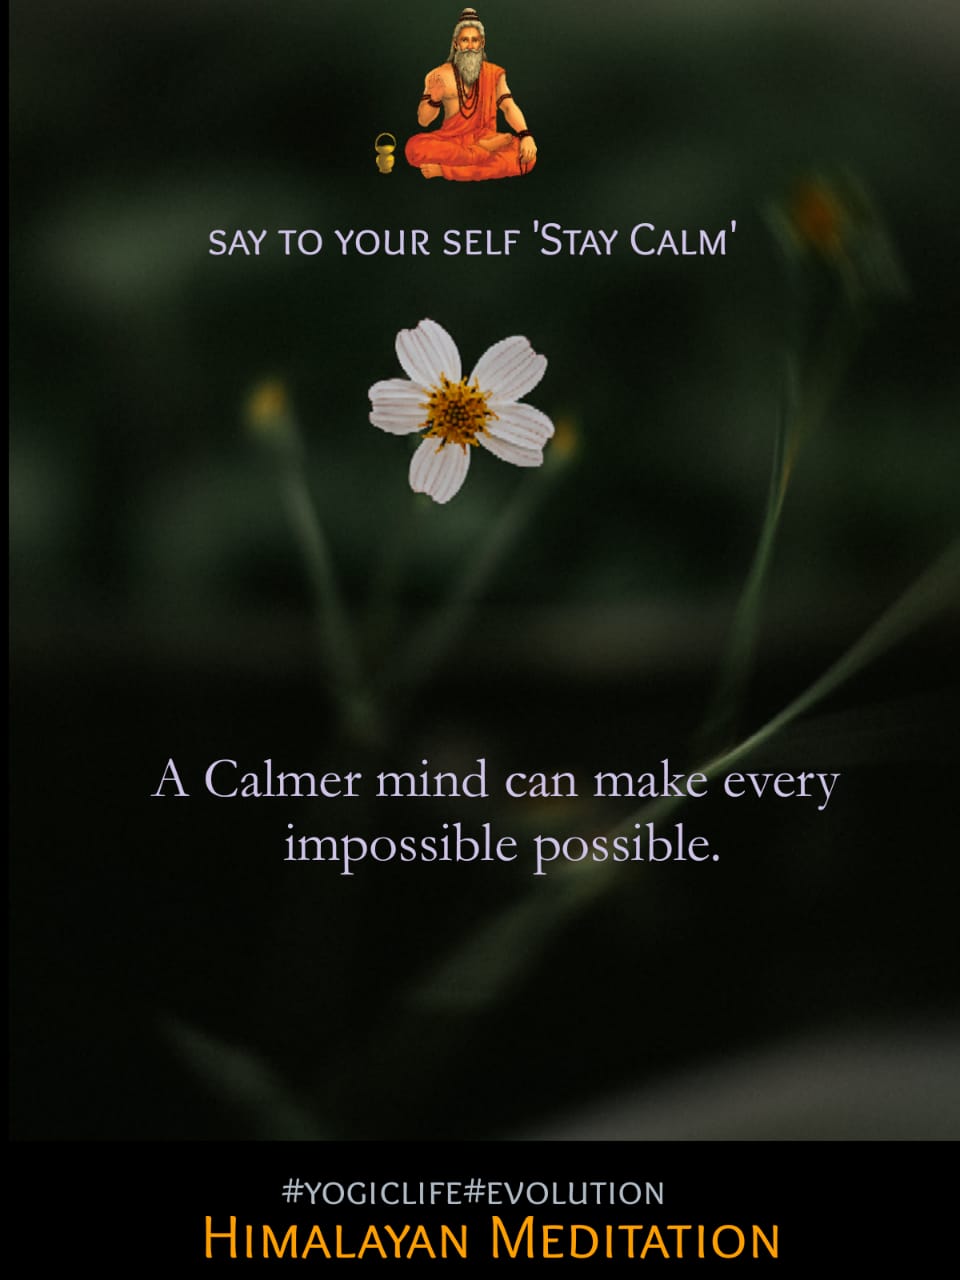 SAY TO YOUR SELF 'STAY CALM'
A Calmer mind can make every
impossible possible.
#YOGICLIFE#EVOLUTION
HIMALAYAN MEDITATION